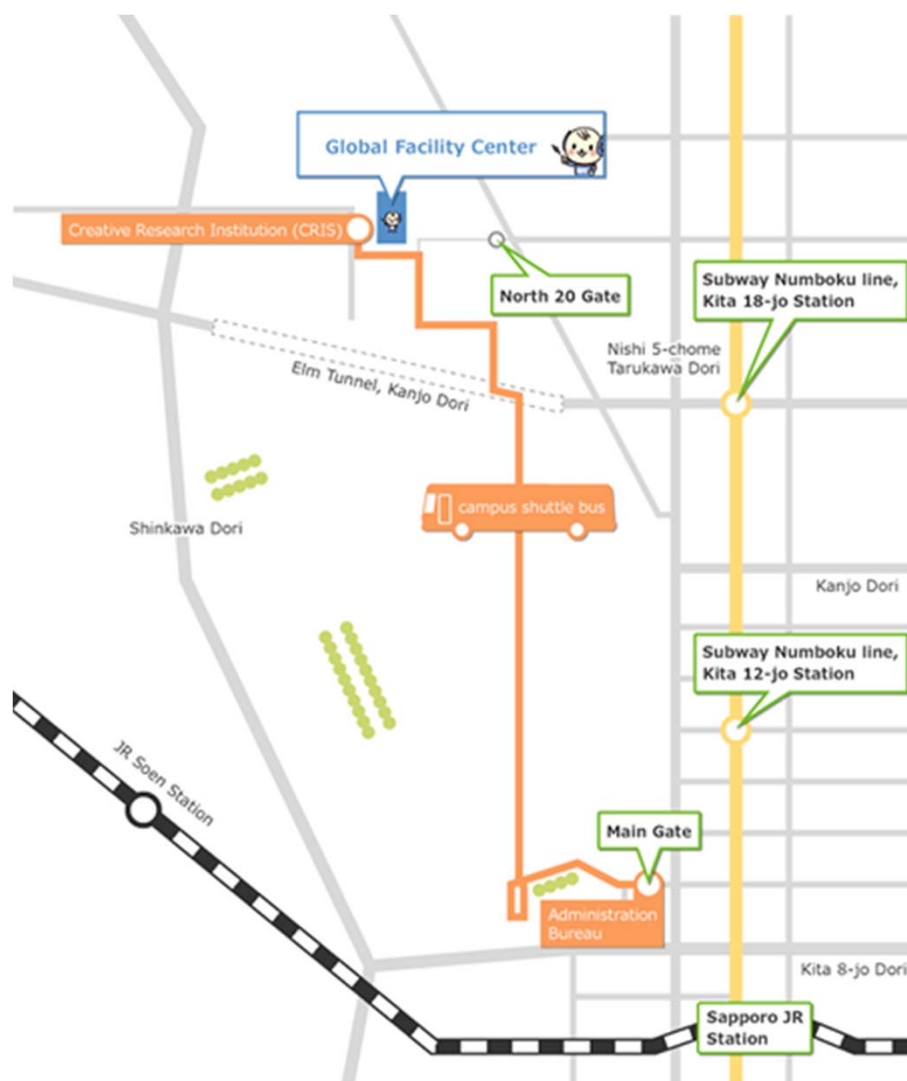 Global Facility Center
Creative Research Institution (CRIS)
North 20 Gate
Subway Numboku line,
Kita 18-jo Station
Nishi 5-chome
Tarukawa Dori
Elm Tunnel, Kanjo Dori
campus shuttle bus
Shinkawa Dori
Kanjo Dori
Subway Numboku line,
Kita 12-jo Station
JR Soen Station
Main Gate
Administration
Bureau
Kita 8-jo Dori
Sapporo JR
Station